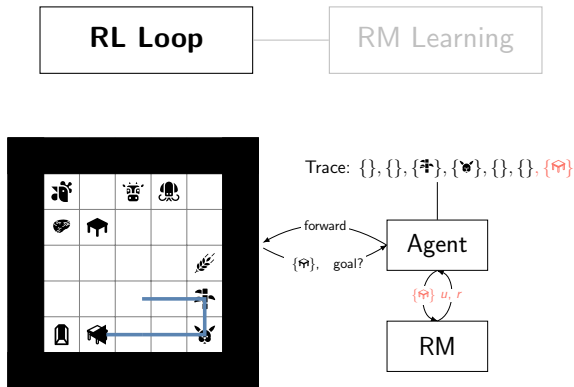 RL Loop
RM Learning
Trace: {}, {}, { }, { }, {}, {}, { }
forward
{ }, goal?
Agent
{ } u, r
RM